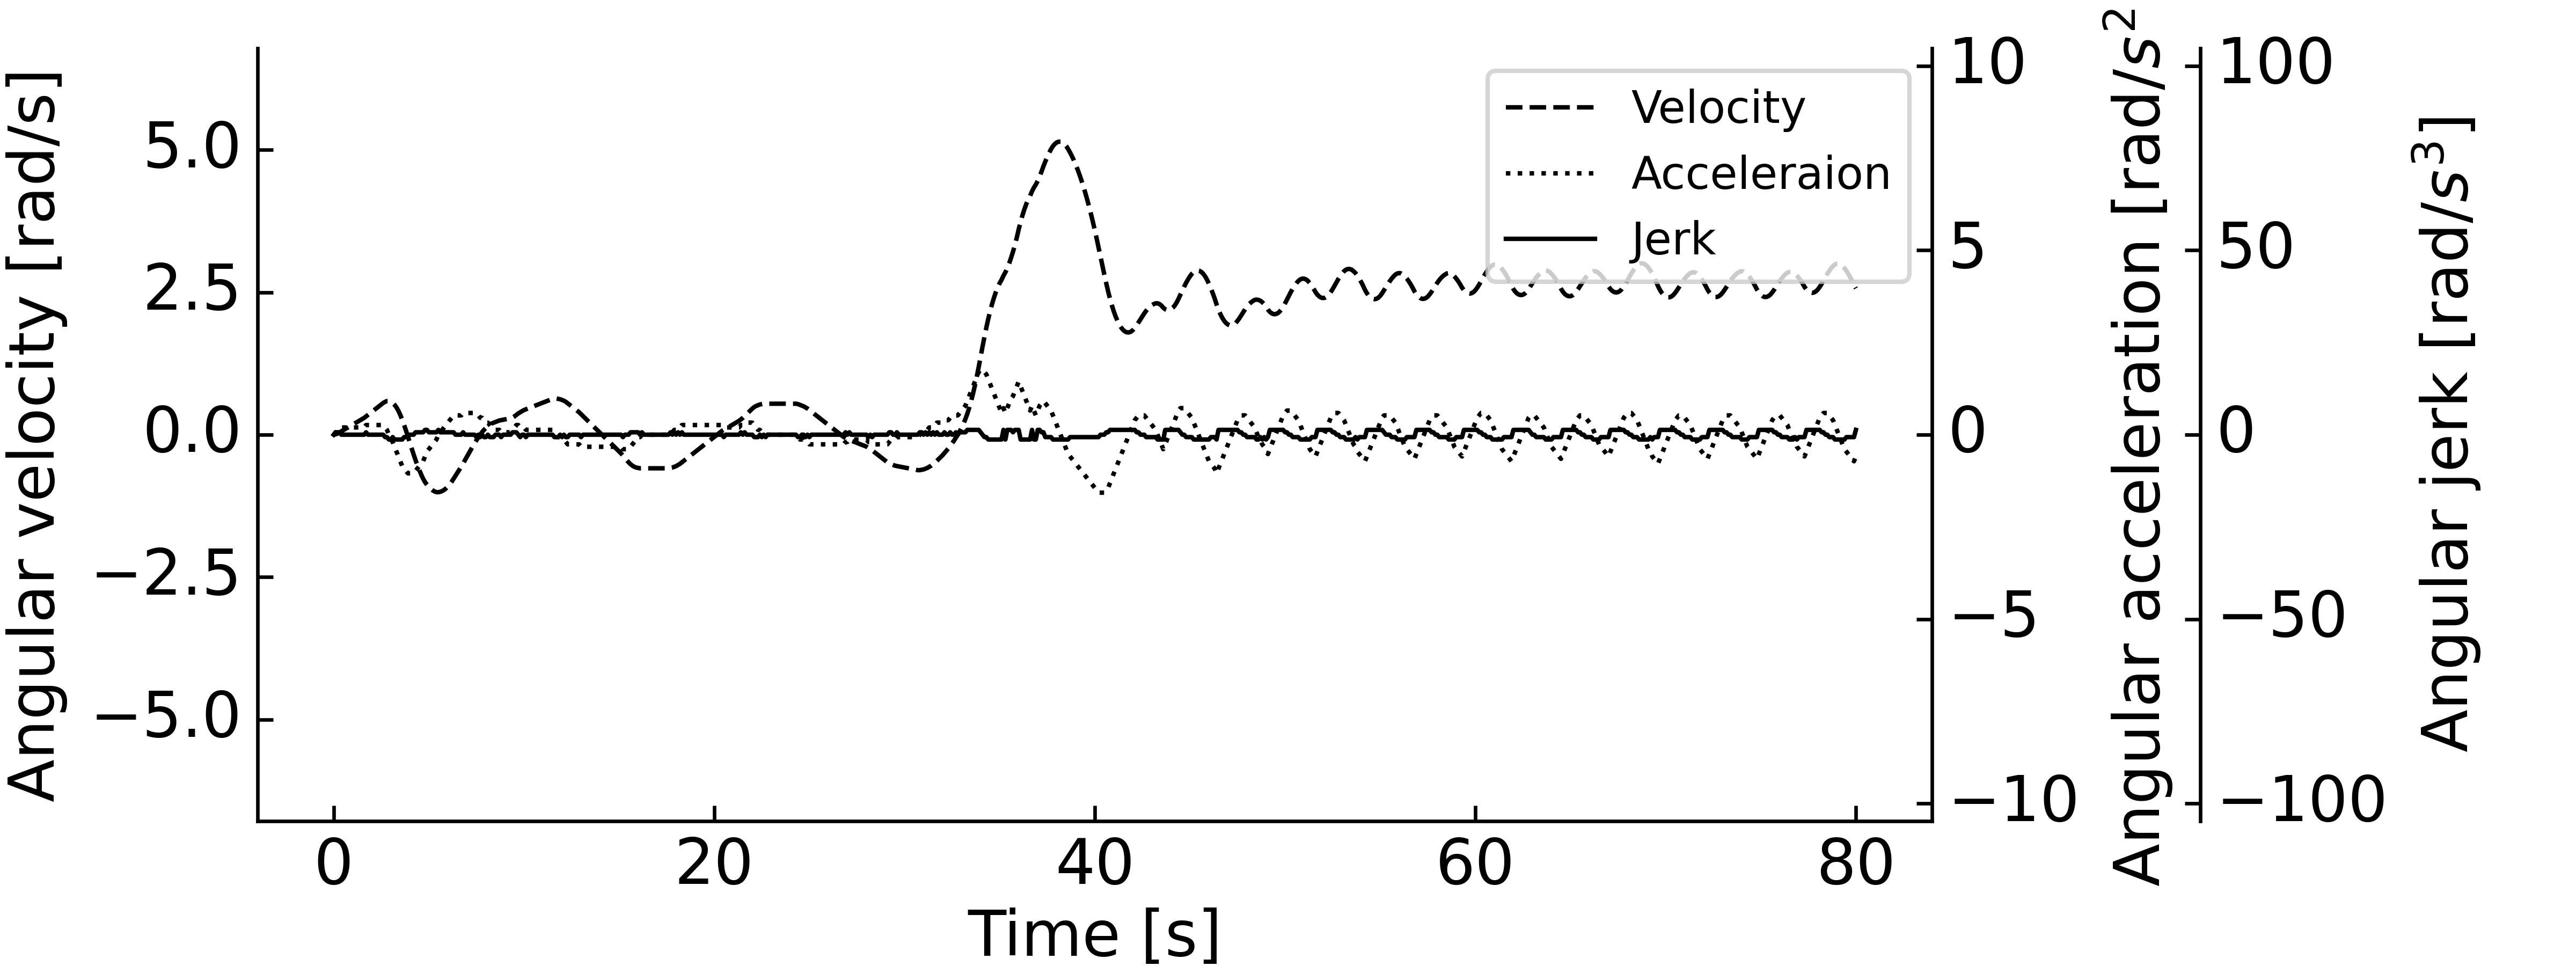 Angular velocity [rad/s]
5.0
2.5
0.0
−2.5
−5.0
Velocity
Acceleraion
Jerk
10
5
0
−5
−10
Angular acceleration [rad/s²
100
50
0
−50
−100
Angular jerk [rad/s³]
0 20 40 60 80
Time [s]